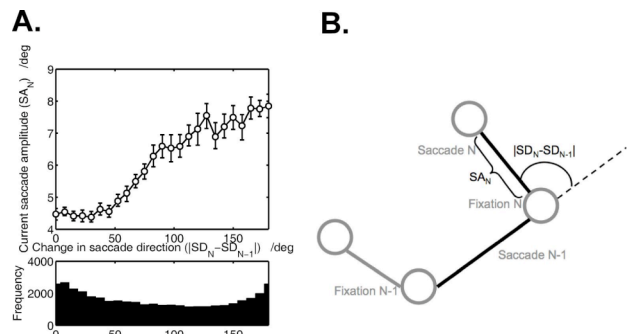 A.
Current saccade amplitude (SA_N) /deg
9
8
7
6
5
4
0 50 100 150
Change in saccade direction (|SD_N-SD_N-1|) /deg
Frequency
4000
2000
0
0 50 100 150
B.
Saccade N
|SD_N-SD_N-1|
SA_N
Fixation N
Saccade N-1
Fixation N-1